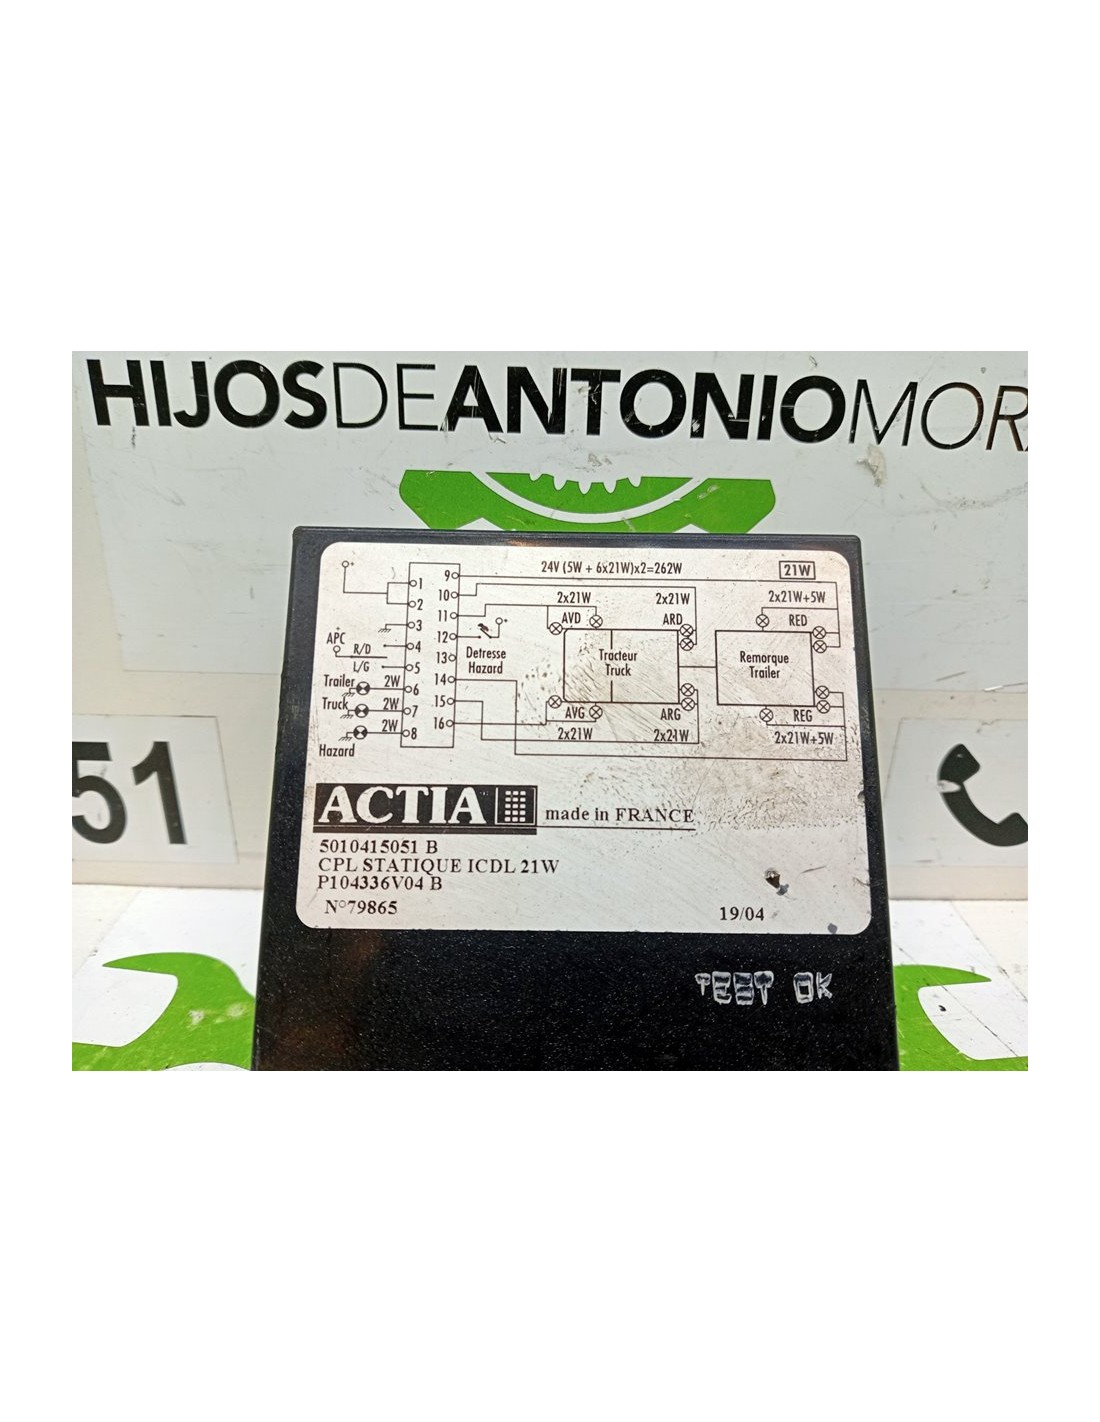 HIJOSDEANTONIOMORA
51
24V (5W + 6x21W)x2=262W
21W
1
2
3
4
5
6
7
8
9
10
11
12
13
14
15
16
+
APC
R/D
L/G
Trailer 2W
Truck 2W
2W
Hazard
+
Detresse
Hazard
2x21W
AVD
2x21W
ARD
2x21W+5W
RED
Tracteur
Truck
Remorque
Trailer
AVG
2x21W
ARG
2x21W
REG
2x21W+5W
ACTIA
made in FRANCE
5010415051 B
CPL STATIQUE ICDL 21W
P104336V04 B
N°79865
19/04
TEST OK